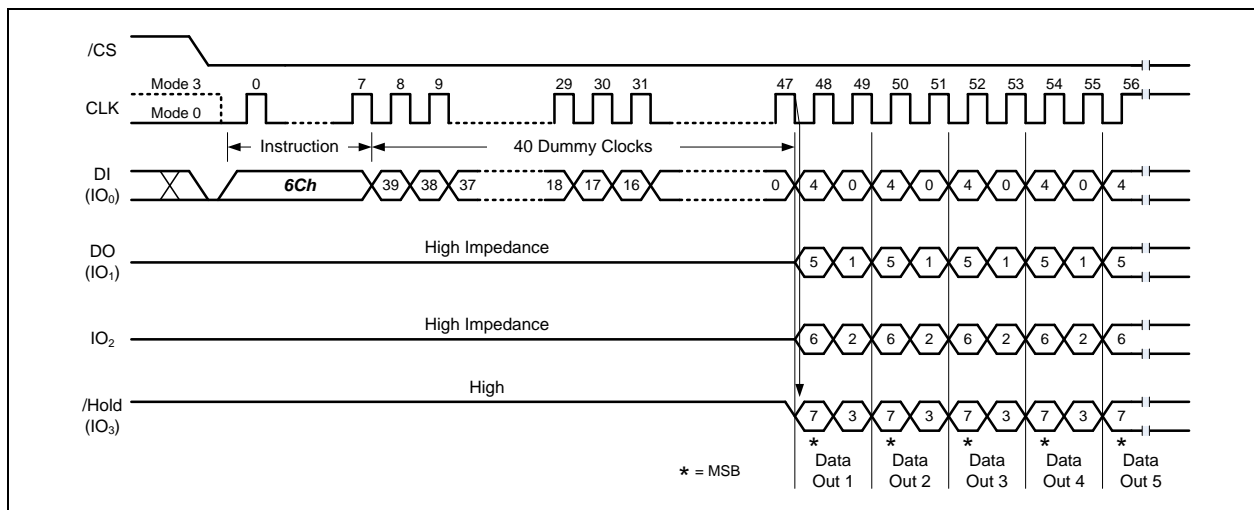 /CS
Mode 3 0 7 8 9 29 30 31 47 48 49 50 51 52 53 54 55 56
CLK
Mode 0
Instruction 40 Dummy Clocks
DI
(IO₀)
6Ch 39 38 37 18 17 16 0 4 0 4 0 4 0 4 0 4
DO
(IO₁)
High Impedance
5 1 5 1 5 1 5 1 5
IO₂
High Impedance
6 2 6 2 6 2 6 2 6
High
/Hold
(IO₃)
7 3 7 3 7 3 7 3 7
* * * * *
* = MSB
Data Out 1
Data Out 2
Data Out 3
Data Out 4
Data Out 5